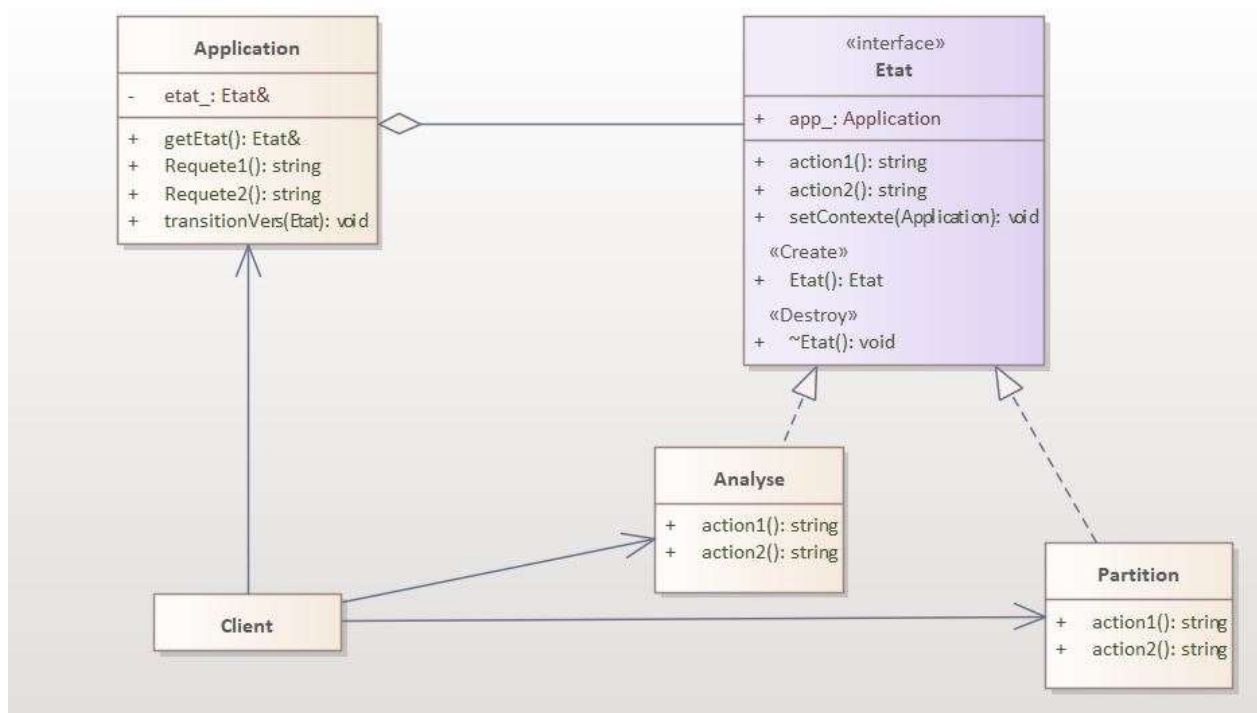 Application
- etat_: Etat&
+ getEtat(): Etat&
+ Requete1(): string
+ Requete2(): string
+ transitionVers(Etat): void
«interface»
Etat
+ app_: Application
+ action1(): string
+ action2(): string
+ setContexte(Application): void
«Create»
+ Etat(): Etat
«Destroy»
+ ~Etat(): void
Analyse
+ action1(): string
+ action2(): string
Client
Partition
+ action1(): string
+ action2(): string